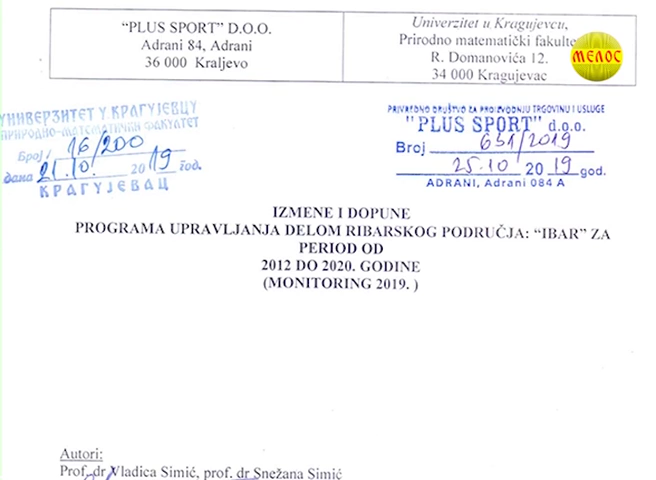 "PLUS SPORT" D.O.O.
Adrani 84, Adrani
36 000 Kraljevo
Univerzitet u Kragujevcu,
Prirodno matematički fakulte
R. Domanovića 12.
34 000 Kragujevac
МЕЛОС
УНИВЕРЗИТЕТ У КРАГУЈЕВЦУ
ПРИРОДНО-МАТЕМАТИЧКИ ФАКУЛТЕТ
Број 16/200
дана 21.10. 2019 год.
КРАГУЈЕВАЦ
PRIVREDNO DRUŠTVO ZA PROIZVODNJU TRGOVINU I USLUGE
"PLUS SPORT" d.o.o.
Broj 631/2019
25.10 2019 god.
ADRANI, Adrani 084 A
IZMENE I DOPUNE
PROGRAMA UPRAVLJANJA DELOM RIBARSKOG PODRUČJA: "IBAR" ZA
PERIOD OD
2012 DO 2020. GODINE
(MONITORING 2019. )
Autori:
Prof. dr Vladica Simić, prof. dr Snežana Simić